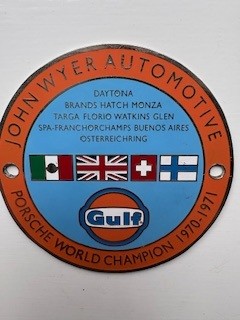 JOHN WYER AUTOMOTIVE
DAYTONA
BRANDS HATCH MONZA
TARGA FLORIO WATKINS GLEN
SPA-FRANCHORCHAMPS BUENOS AIRES
OSTERREICHRING
Gulf
PORSCHE WORLD CHAMPION 1970-1971